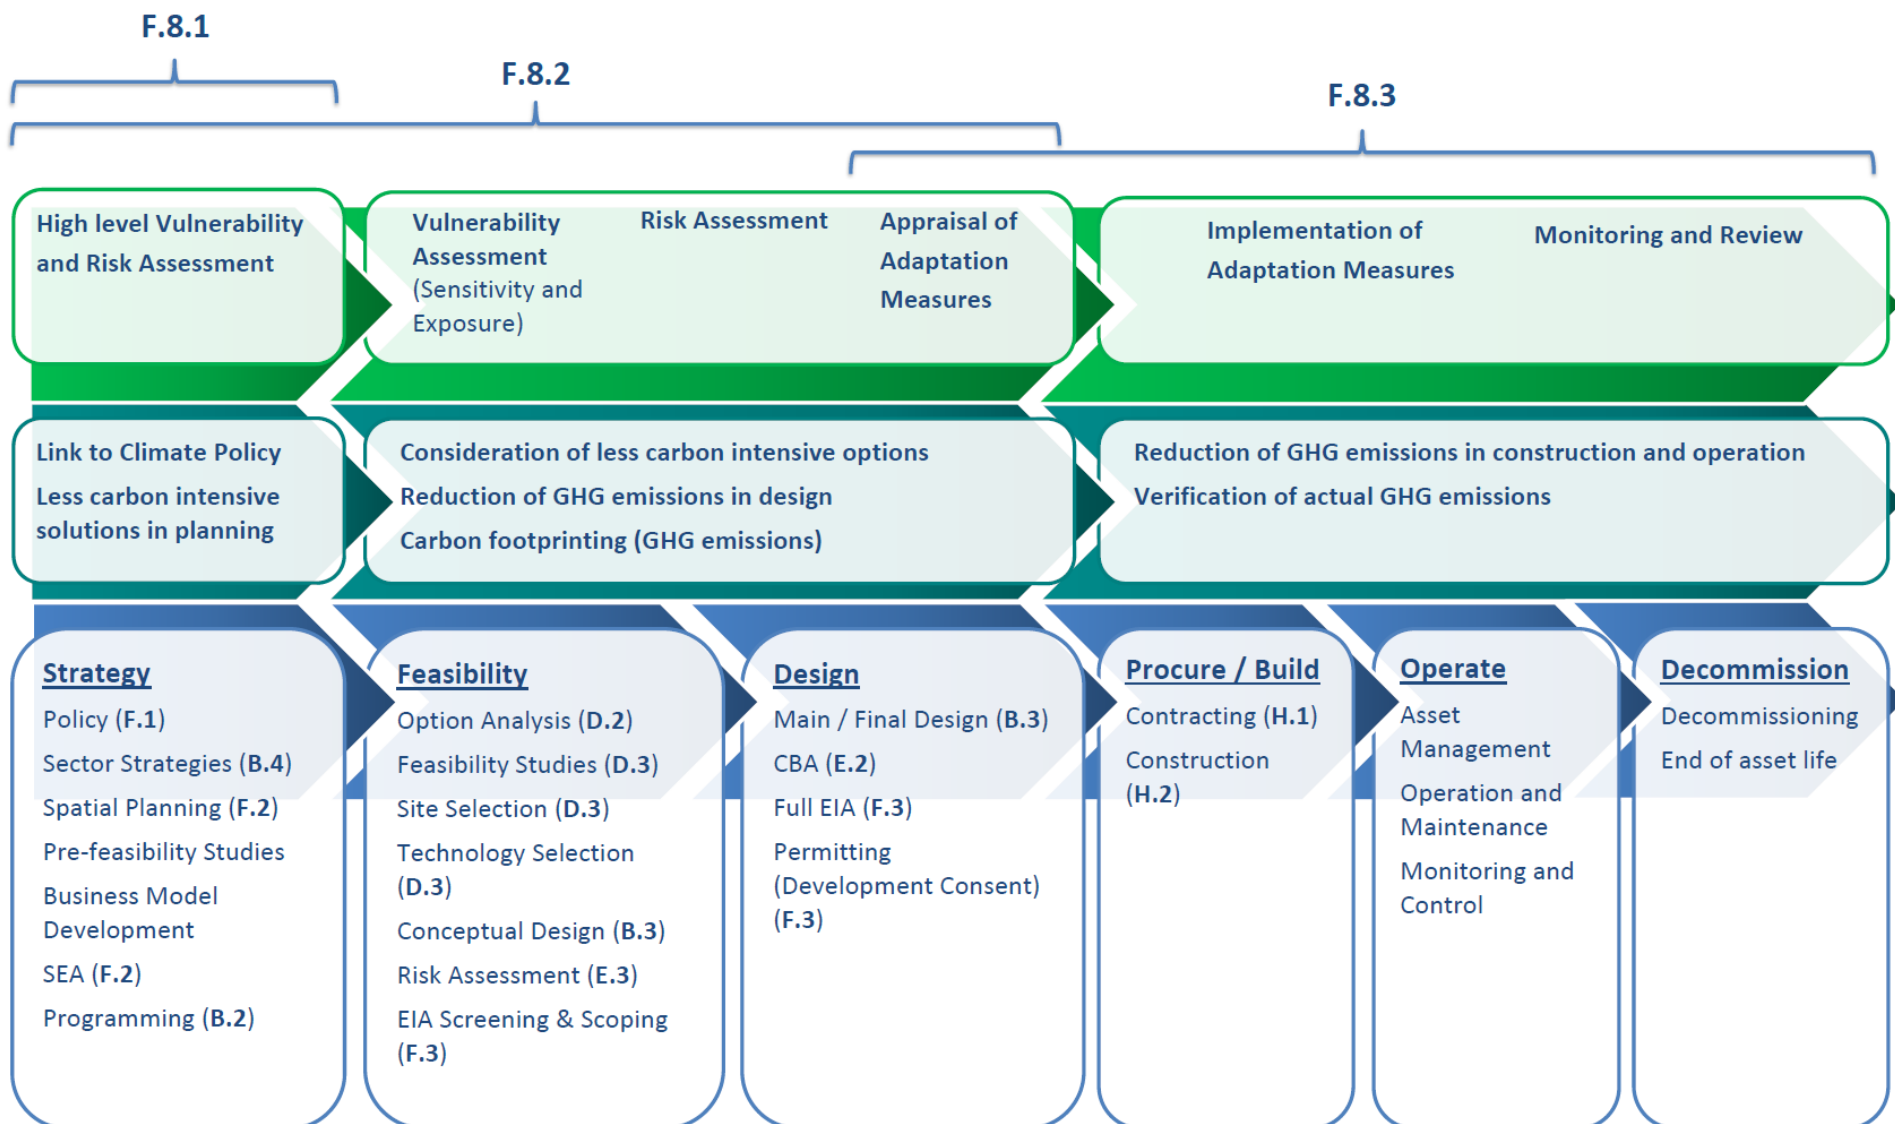 F.8.1
F.8.2
F.8.3
High level Vulnerability
and Risk Assessment
Vulnerability
Assessment
(Sensitivity and
Exposure)
Risk Assessment
Appraisal of
Adaptation
Measures
Implementation of
Adaptation Measures
Monitoring and Review
Link to Climate Policy
Less carbon intensive
solutions in planning
Consideration of less carbon intensive options
Reduction of GHG emissions in design
Carbon footprinting (GHG emissions)
Reduction of GHG emissions in construction and operation
Verification of actual GHG emissions
Strategy
Policy (F.1)
Sector Strategies (B.4)
Spatial Planning (F.2)
Pre-feasibility Studies
Business Model
Development
SEA (F.2)
Programming (B.2)
Feasibility
Option Analysis (D.2)
Feasibility Studies (D.3)
Site Selection (D.3)
Technology Selection
(D.3)
Conceptual Design (B.3)
Risk Assessment (E.3)
EIA Screening & Scoping
(F.3)
Design
Main / Final Design (B.3)
CBA (E.2)
Full EIA (F.3)
Permitting
(Development Consent)
(F.3)
Procure / Build
Contracting (H.1)
Construction
(H.2)
Operate
Asset
Management
Operation and
Maintenance
Monitoring and
Control
Decommission
Decommissioning
End of asset life